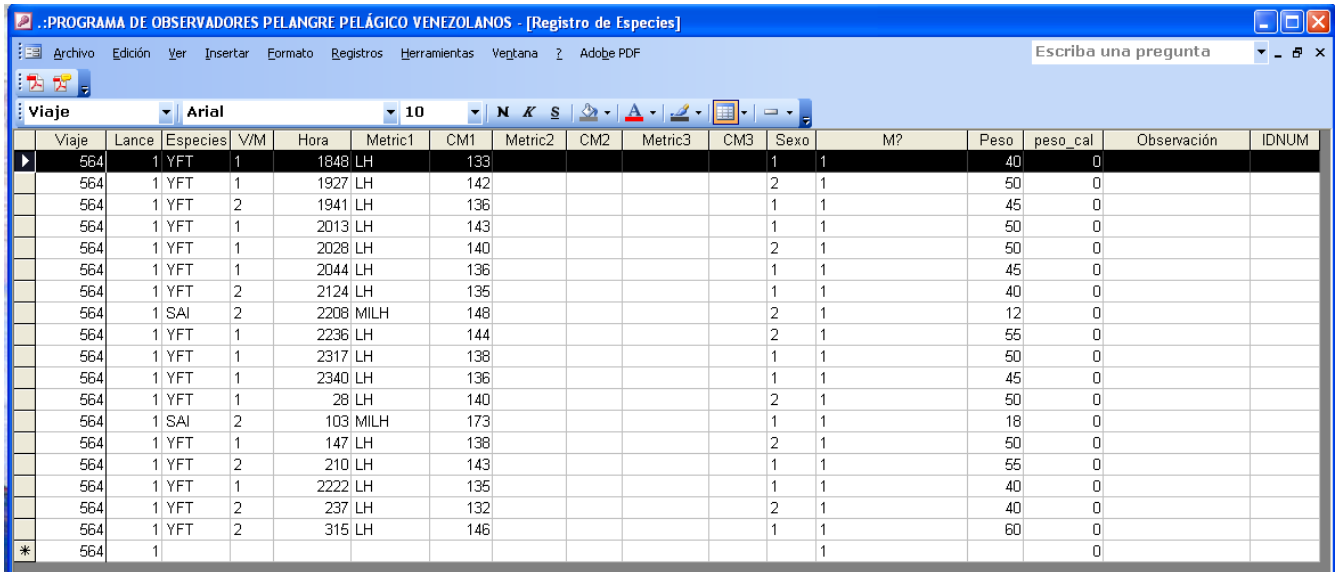 .:PROGRAMA DE OBSERVADORES PELANGRE PELÁGICO VENEZOLANOS - [Registro de Especies]
Archivo Edición Ver Insertar Formato Registros Herramientas Ventana ? Adobe PDF Escriba una pregunta
Viaje Arial 10 N K S A
Viaje Lance Especies V/M Hora Metric1 CM1 Metric2 CM2 Metric3 CM3 Sexo M? Peso peso_cal Observación IDNUM
564 1 YFT 1 1848 LH 133 1 1 40 0
564 1 YFT 1 1927 LH 142 2 1 50 0
564 1 YFT 2 1941 LH 136 1 1 45 0
564 1 YFT 1 2013 LH 143 1 1 50 0
564 1 YFT 1 2028 LH 140 2 1 50 0
564 1 YFT 1 2044 LH 136 1 1 45 0
564 1 YFT 2 2124 LH 135 1 1 40 0
564 1 SAI 2 2208 MILH 148 2 1 12 0
564 1 YFT 1 2236 LH 144 2 1 55 0
564 1 YFT 1 2317 LH 138 1 1 50 0
564 1 YFT 1 2340 LH 136 1 1 45 0
564 1 YFT 1 28 LH 140 2 1 50 0
564 1 SAI 2 103 MILH 173 1 1 18 0
564 1 YFT 1 147 LH 138 2 1 50 0
564 1 YFT 2 210 LH 143 1 1 55 0
564 1 YFT 1 2222 LH 135 1 1 40 0
564 1 YFT 2 237 LH 132 2 1 40 0
564 1 YFT 2 315 LH 146 1 1 60 0
564 1 1 0